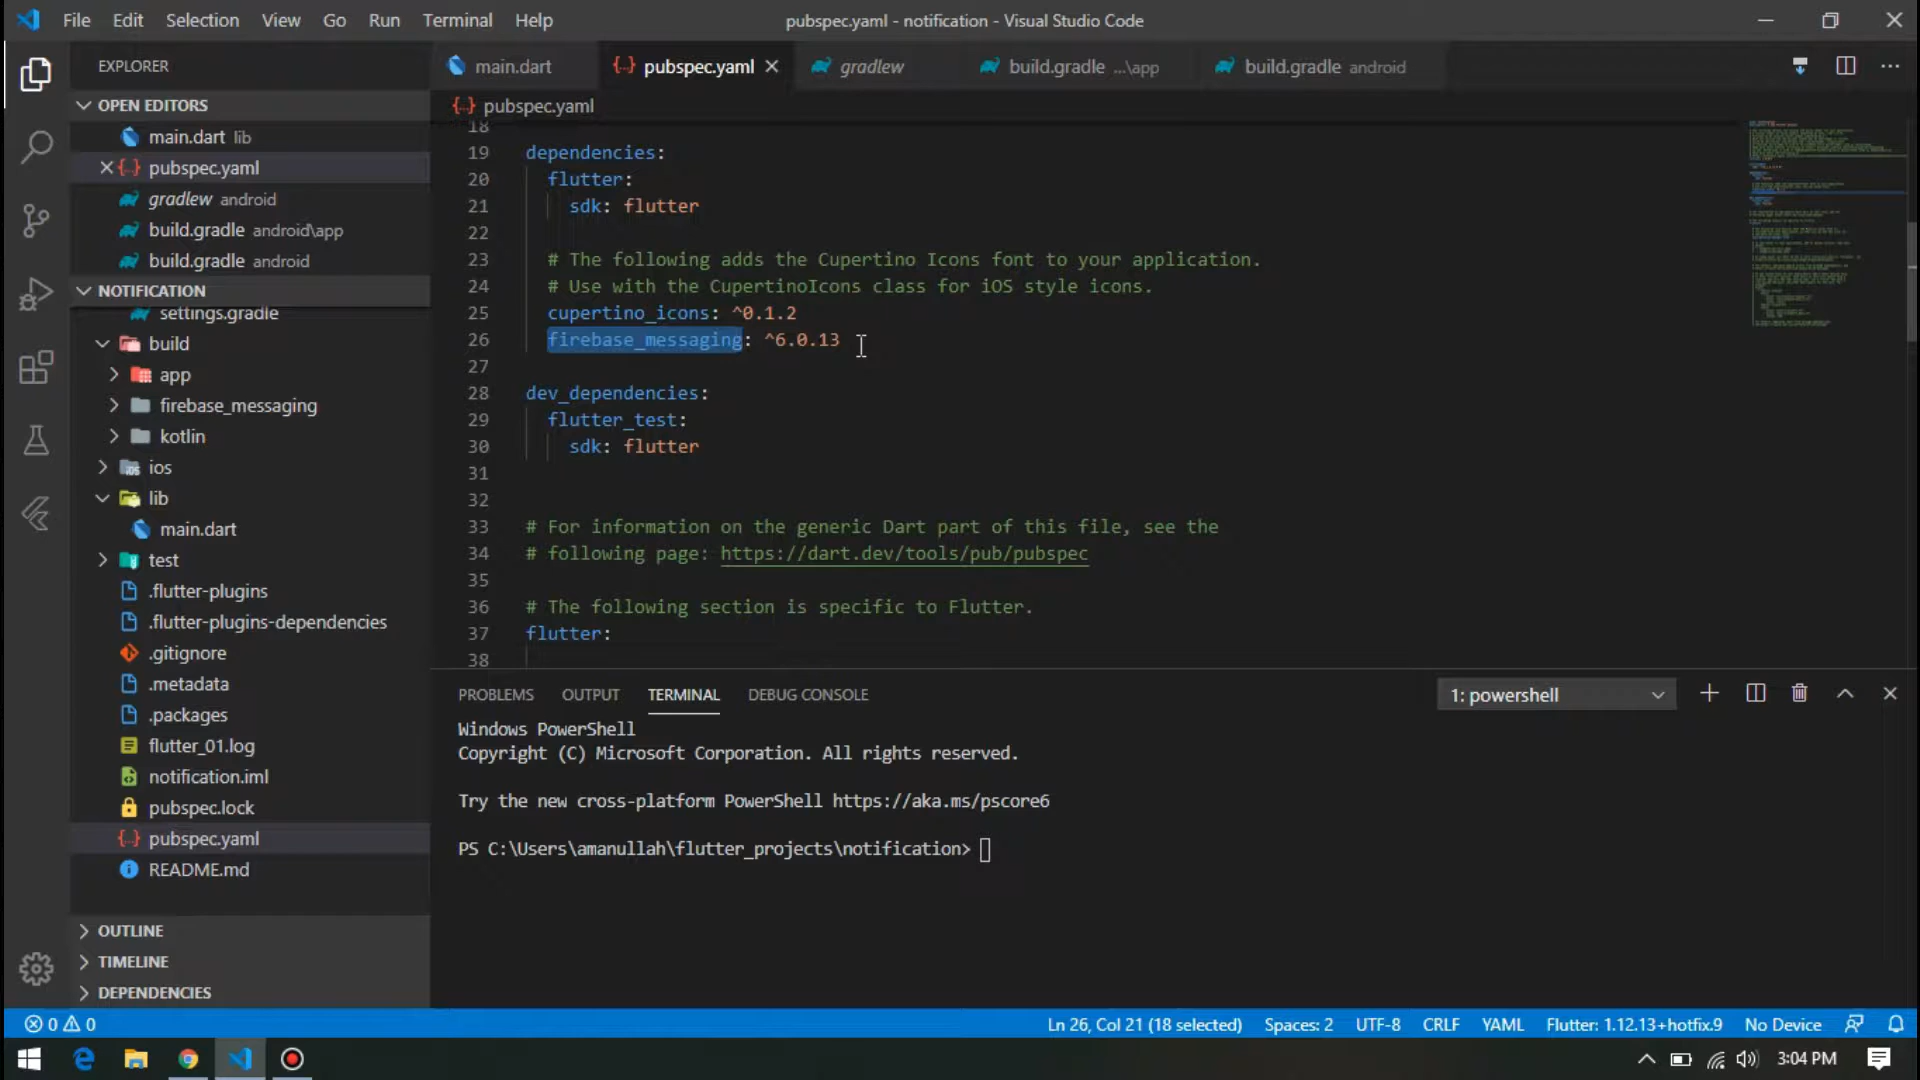 File Edit Selection View Go Run Terminal Help
pubspec.yaml - notification - Visual Studio Code
EXPLORER
OPEN EDITORS
main.dart lib
pubspec.yaml
gradlew android
build.gradle android\app
build.gradle android
NOTIFICATION
settings.gradle
build
app
firebase_messaging
kotlin
ios
lib
main.dart
test
.flutter-plugins
.flutter-plugins-dependencies
.gitignore
.metadata
.packages
flutter_01.log
notification.iml
pubspec.lock
pubspec.yaml
README.md
OUTLINE
TIMELINE
DEPENDENCIES
main.dart pubspec.yaml gradlew build.gradle ...\app build.gradle android
pubspec.yaml
18
19 dependencies:
20 flutter:
21 sdk: flutter
22
23 # The following adds the Cupertino Icons font to your application.
24 # Use with the CupertinoIcons class for iOS style icons.
25 cupertino_icons: ^0.1.2
26 firebase_messaging: ^6.0.13
27
28 dev_dependencies:
29 flutter_test:
30 sdk: flutter
31
32
33 # For information on the generic Dart part of this file, see the
34 # following page: https://dart.dev/tools/pub/pubspec
35
36 # The following section is specific to Flutter.
37 flutter:
38
PROBLEMS OUTPUT TERMINAL DEBUG CONSOLE
1: powershell
Windows PowerShell
Copyright (C) Microsoft Corporation. All rights reserved.
Try the new cross-platform PowerShell https://aka.ms/pscore6
PS C:\Users\amanullah\flutter_projects\notification>
0 0
Ln 26, Col 21 (18 selected) Spaces: 2 UTF-8 CRLF YAML Flutter: 1.12.13+hotfix.9 No Device
3:04 PM